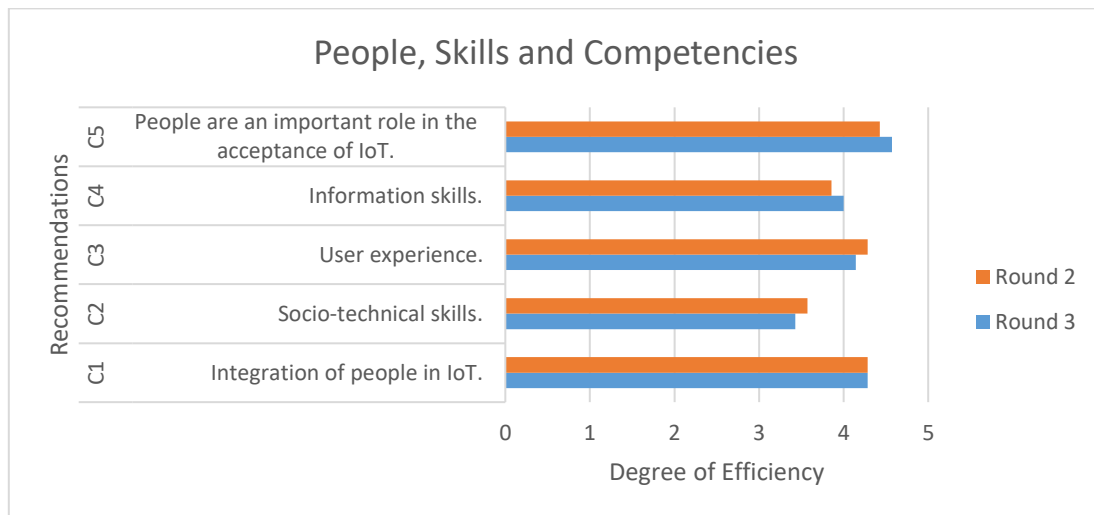 People, Skills and Competencies
Recommendations
C5
People are an important role in the
acceptance of IoT.
C4
Information skills.
C3
User experience.
C2
Socio-technical skills.
C1
Integration of people in IoT.
0 1 2 3 4 5
Degree of Efficiency
Round 2
Round 3